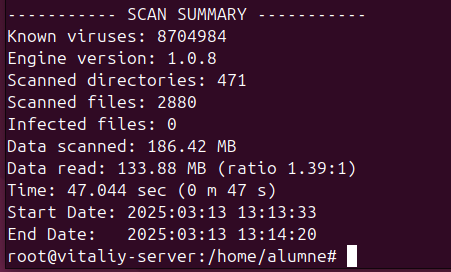 ----------- SCAN SUMMARY -----------
Known viruses: 8704984
Engine version: 1.0.8
Scanned directories: 471
Scanned files: 2880
Infected files: 0
Data scanned: 186.42 MB
Data read: 133.88 MB (ratio 1.39:1)
Time: 47.044 sec (0 m 47 s)
Start Date: 2025:03:13 13:13:33
End Date:   2025:03:13 13:14:20
root@vitaliy-server:/home/alumne#